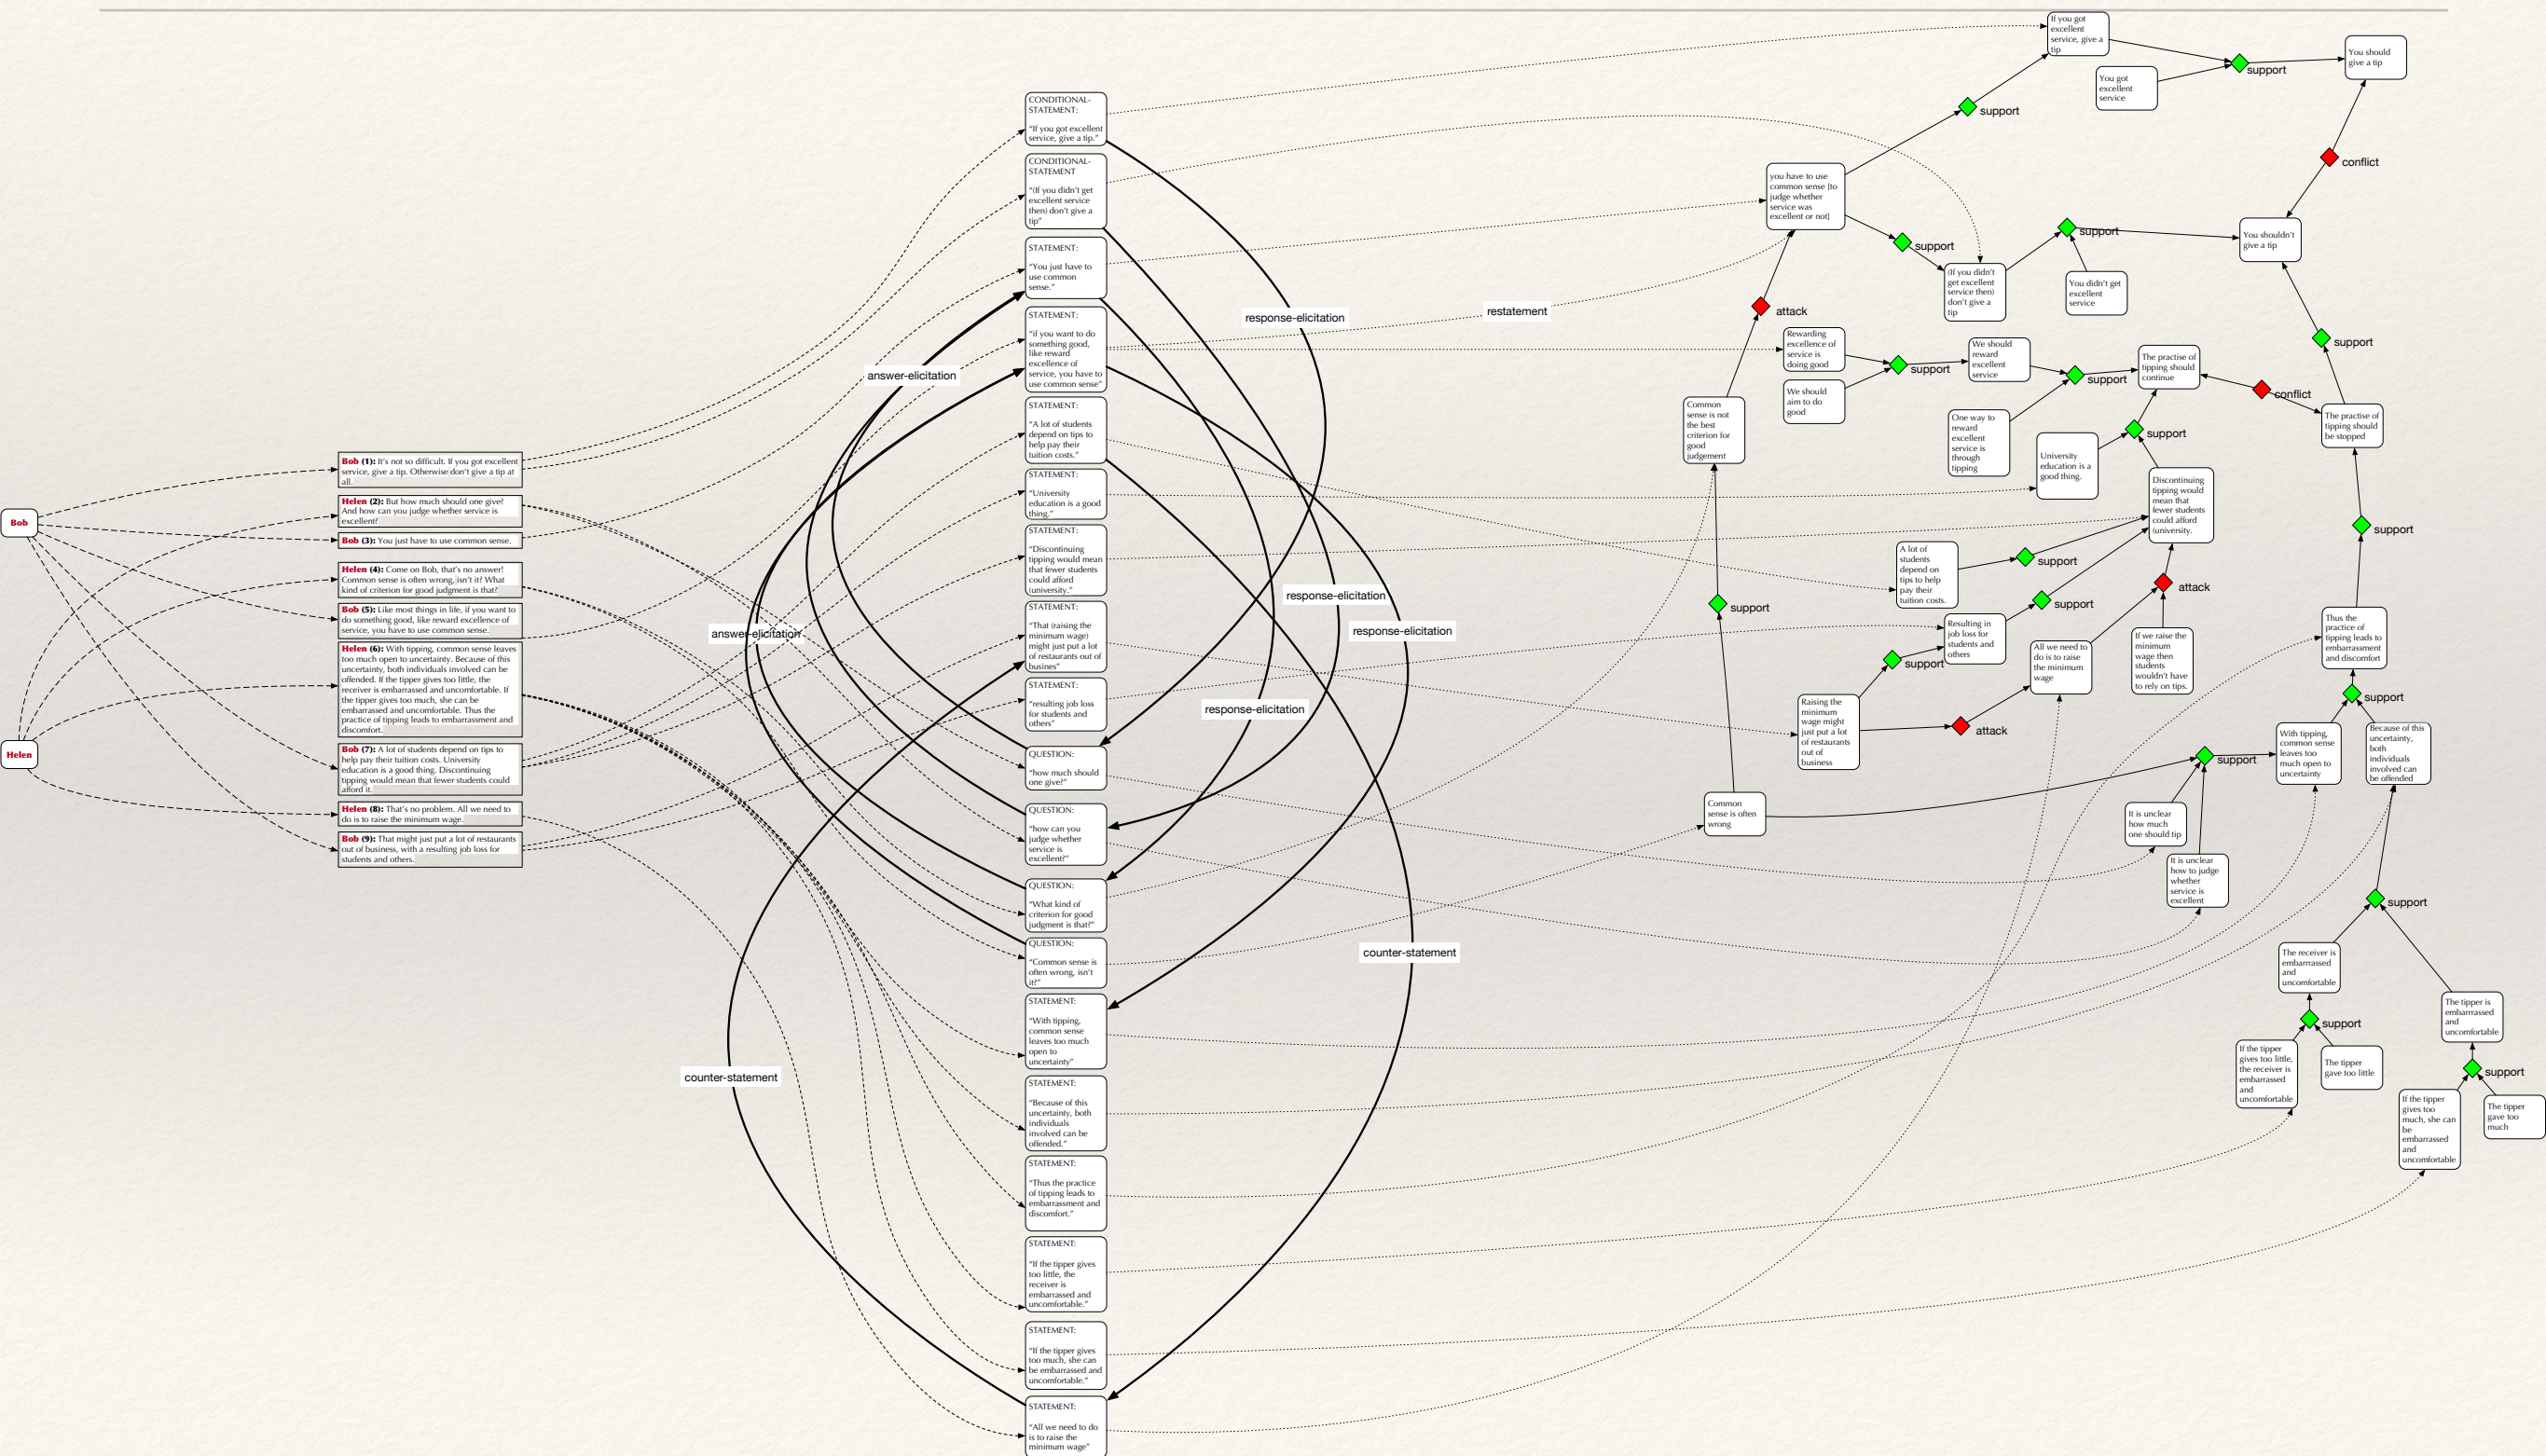 Bob
Helen
Bob (1): It's not so difficult. If you got excellent
service, give a tip. Otherwise don't give a tip at
all.
Helen (2): But how much should one give?
And how can you judge whether service is
excellent?
Bob (3): You just have to use common sense.
Helen (4): Come on Bob, that's no answer!
Common sense is often wrong, isn't it? What
kind of criterion for good judgment is that?
Bob (5): Like most things in life, if you want to
do something good, like reward excellence of
service, you have to use common sense.
Helen (6): With tipping, common sense leaves
too much open to uncertainty. Because of this
uncertainty, both individuals involved can be
offended. If the tipper gives too little, the
receiver is embarrassed and uncomfortable. If
the tipper gives too much, she can be
embarrassed and uncomfortable. Thus the
practice of tipping leads to embarrassment and
discomfort.
Bob (7): A lot of students depend on tips to
help pay their tuition costs. University
education is a good thing. Discontinuing
tipping would mean that fewer students could
afford it.
Helen (8): That's no problem. All we need to
do is to raise the minimum wage.
Bob (9): That might just put a lot of restaurants
out of business, with a resulting job loss for
students and others.
answer-elicitation
answer-elicitation
counter-statement
CONDITIONAL-
STATEMENT:
"If you got excellent
service, give a tip."
CONDITIONAL-
STATEMENT
"(If you didn't get
excellent service
then) don't give a
tip"
STATEMENT:
"You just have to
use common
sense."
STATEMENT:
"if you want to do
something good,
like reward
excellence of
service, you have to
use common sense"
STATEMENT:
"A lot of students
depend on tips to
help pay their
tuition costs."
STATEMENT:
"University
education is a good
thing."
STATEMENT:
"Discontinuing
tipping would mean
that fewer students
could afford
(university."
STATEMENT:
"That (raising the
minimum wage)
might just put a lot
of restaurants out of
busines"
STATEMENT:
"resulting job loss
for students and
others"
QUESTION:
"how much should
one give?"
QUESTION:
"how can you
judge whether
service is
excellent?"
QUESTION:
"What kind of
criterion for good
judgment is that?"
QUESTION:
"Common sense is
often wrong, isn't
it?"
STATEMENT:
"With tipping,
common sense
leaves too much
open to
uncertainty"
STATEMENT:
"Because of this
uncertainty, both
individuals
involved can be
offended."
STATEMENT:
"Thus the practice
of tipping leads to
embarrassment and
discomfort."
STATEMENT:
"If the tipper gives
too little, the
receiver is
embarrassed and
uncomfortable."
STATEMENT:
"If the tipper gives
too much, she can
be embarrassed and
uncomfortable."
STATEMENT:
"All we need to do
is to raise the
minimum wage"
response-elicitation
response-elicitation
response-elicitation
response-elicitation
counter-statement
restatement
If you got
excellent
service, give a
tip
You got
excellent
service
support
You should
give a tip
support
conflict
you have to use
common sense [to
judge whether
service was
excellent or not]
support
support
You shouldn't
give a tip
(If you didn't
get excellent
service then)
don't give a
tip
You didn't get
excellent
service
attack
Rewarding
excellence of
service is
doing good
support
We should
reward
excellent
service
support
The practise of
tipping should
continue
support
conflict
We should
aim to do
good
Common
sense is not
the best
criterion for
good
judgement
One way to
reward
excellent
service is
through
tipping
support
The practise of
tipping should
be stopped
University
education is a
good thing.
Discontinuing
tipping would
mean that
fewer students
could afford
(university.
support
A lot of
students
depend on
tips to help
pay their
tuition costs.
support
attack
support
support
Resulting in
job loss for
students and
others
support
All we need to
do is to raise
the minimum
wage
If we raise the
minimum
wage then
students
wouldn't have
to rely on tips.
Thus the
practice of
tipping leads to
embarrassment
and discomfort
support
Raising the
minimum
wage might
just put a lot
of restaurants
out of
business
attack
With tipping,
common sense
leaves too
much open to
uncertainty
Because of this
uncertainty,
both
individuals
involved can
be offended
support
Common
sense is often
wrong
It is unclear
how much
one should tip
It is unclear
how to judge
whether
service is
excellent
support
The receiver is
embarrrassed
and
uncomfortable
support
The tipper is
embarrrassed
and
uncomfortable
If the tipper
gives too little,
the receiver is
embarrassed
and
uncomfortable
The tipper
gave too little
support
If the tipper
gives too
much, she can
be
embarrassed
and
uncomfortable
The tipper
gave too
much